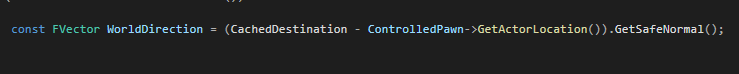 const FVector WorldDirection = (CachedDestination - ControlledPawn->GetActorLocation()).GetSafeNormal();